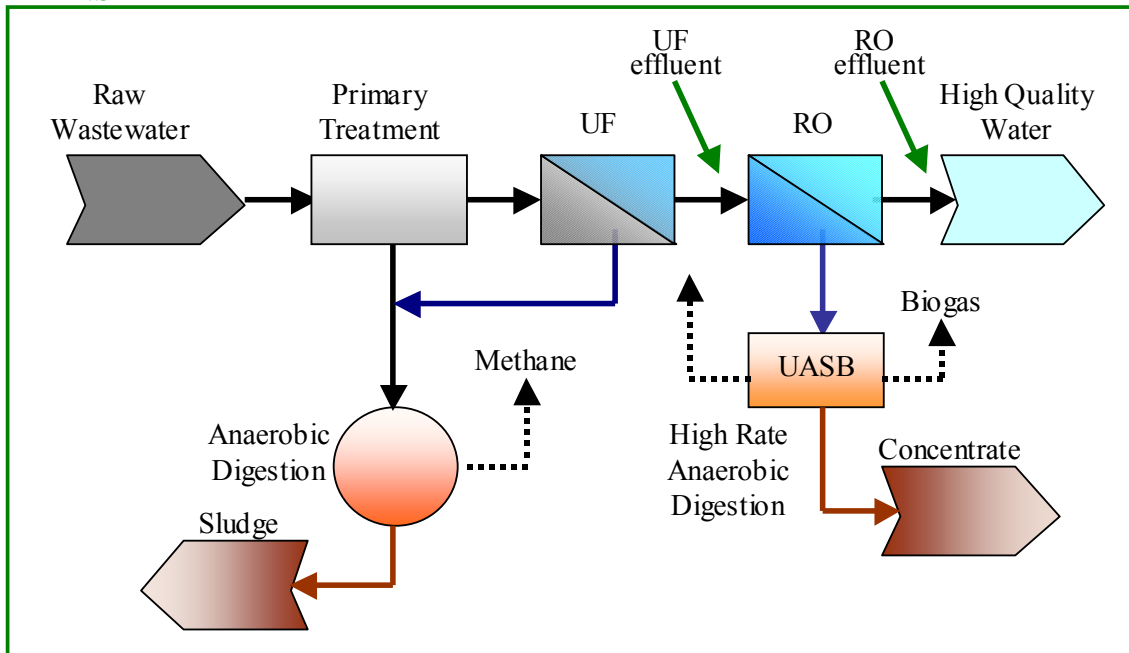 UF
effluent
RO
effluent
Raw
Wastewater
Primary
Treatment
UF
RO
High Quality
Water
Methane
Biogas
UASB
Anaerobic
Digestion
High Rate
Anaerobic
Digestion
Concentrate
Sludge